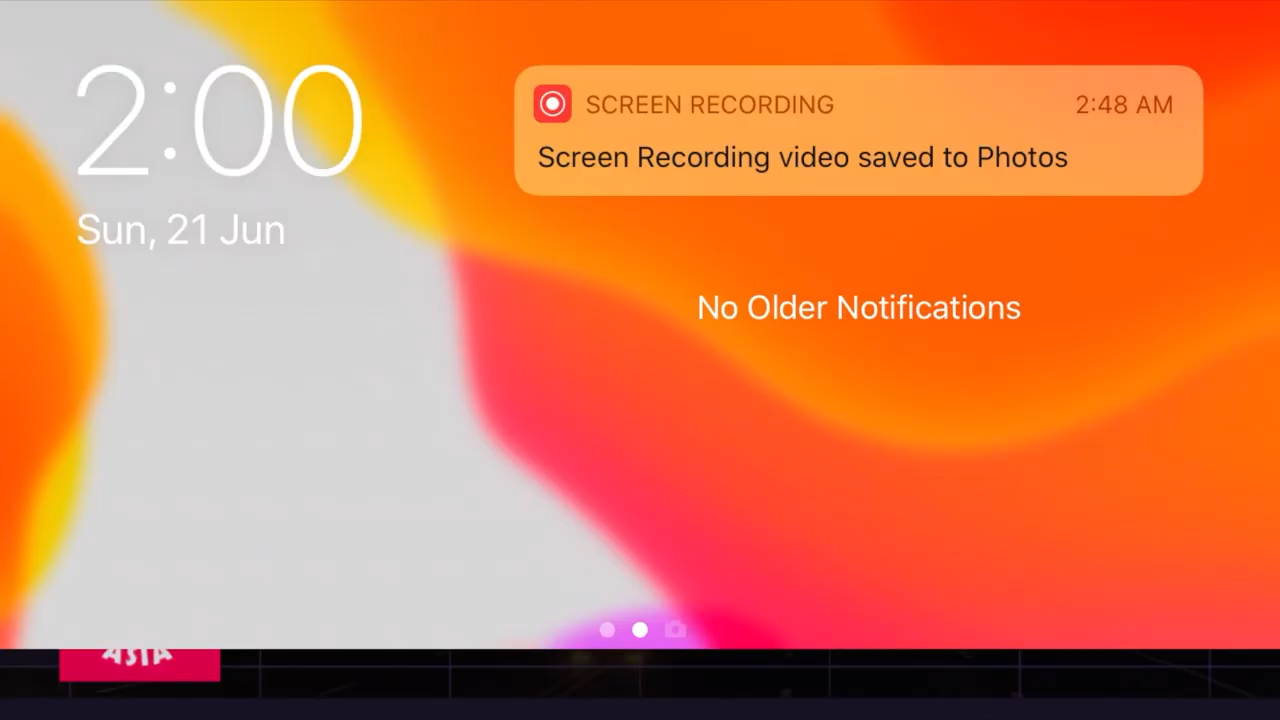 2:00
Sun, 21 Jun
SCREEN RECORDING
2:48 AM
Screen Recording video saved to Photos
No Older Notifications
ASIA